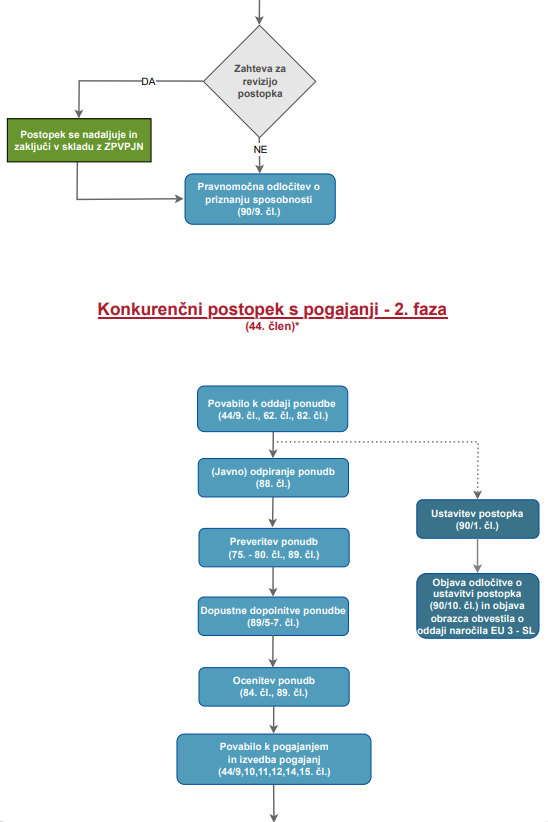 Zahteva za
revizijo
postopka
DA
NE
Postopek se nadaljuje in
zaključi v skladu z ZPVPJN
Pravnomočna odločitev o
priznanju sposobnosti
(90/9. čl.)
Konkurenčni postopek s pogajanji - 2. faza
(44. člen)*
Povabilo k oddaji ponudbe
(44/9. čl., 62. čl., 82. čl.)
(Javno) odpiranje ponudb
(88. čl.)
Ustavitev postopka
(90/1. čl.)
Preveritev ponudb
(75. - 80. čl., 89. čl.)
Objava odločitve o
ustavitvi postopka
(90/10. čl.) in objava
obrazca obvestila o
oddaji naročila EU 3 - SL
Dopustne dopolnitve ponudbe
(89/5-7. čl.)
Ocenitev ponudb
(84. čl., 89. čl.)
Povabilo k pogajanjem
in izvedba pogajanj
(44/9,10,11,12,14,15. čl.)